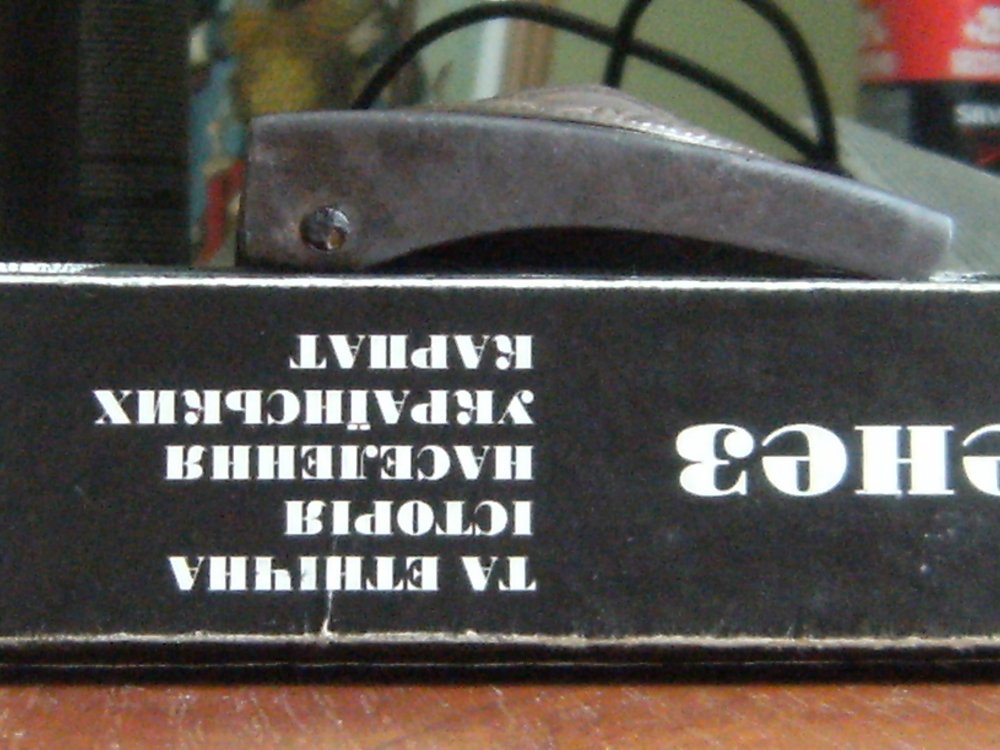 енез
ТА ЕТНІЧНА
ІСТОРІЯ
НАСЕЛЕННЯ
УКРАЇНСЬКИХ
КАРПАТ